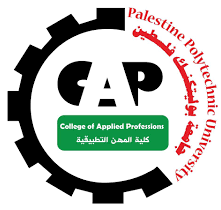 Palestine Polytechnic University
جامعة بوليتكنك فلسطين
CAP
College of Applied Professions
كلية المهن التطبيقية